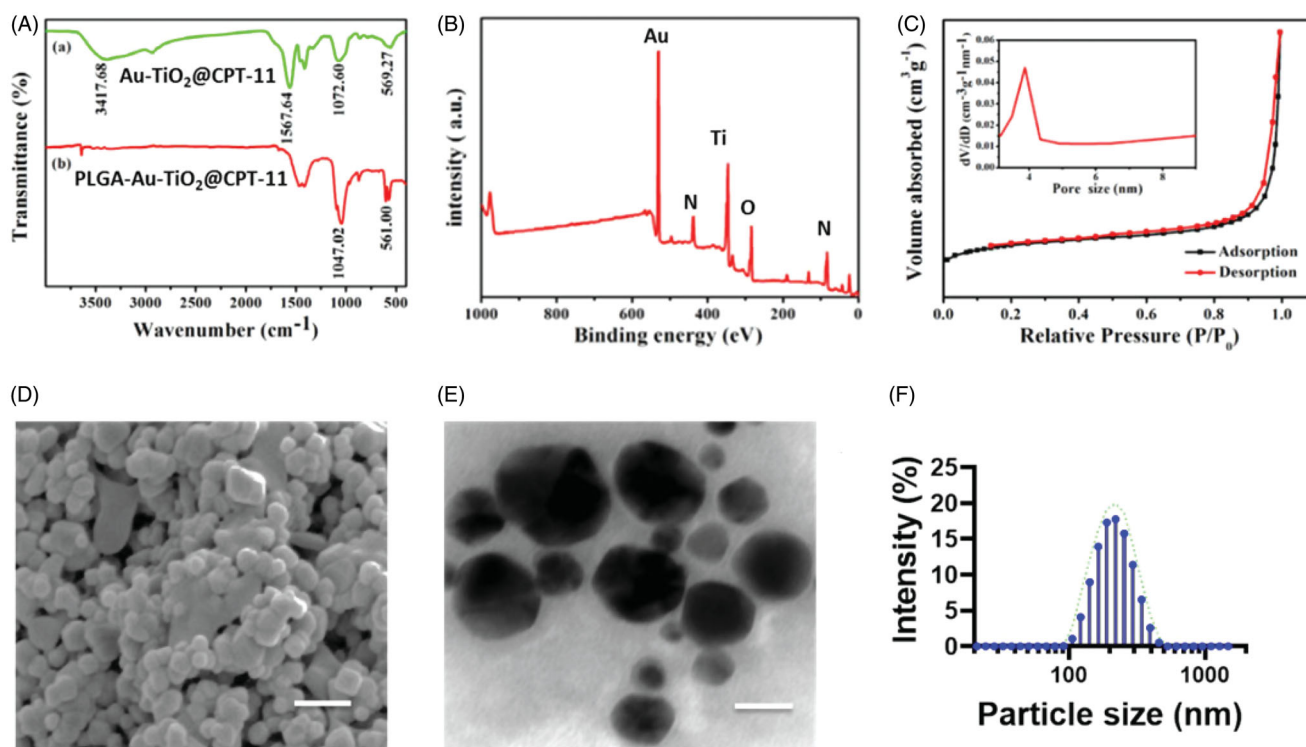 (A)
(a)
Au-TiO2@CPT-11
3417.68
1567.64
1072.60
569.27
(b)
PLGA-Au-TiO2@CPT-11
1047.02
561.00
Transmittance (%)
3500 3000 2500 2000 1500 1000 500
Wavenumber (cm-1)
(B)
Au
Ti
N
O
N
intensity ( a.u.)
1000 800 600 400 200 0
Binding energy (eV)
(C)
Volume absorbed (cm3 g-1)
dV/dD (cm-3g-1nm-1)
0.06
0.05
0.04
0.03
0.02
0.01
0.00
4 6 8
Pore size (nm)
Adsorption
Desorption
0.0 0.2 0.4 0.6 0.8 1.0
Relative Pressure (P/P0)
(D)
(E)
(F)
Intensity (%)
25
20
15
10
5
0
100 1000
Particle size (nm)